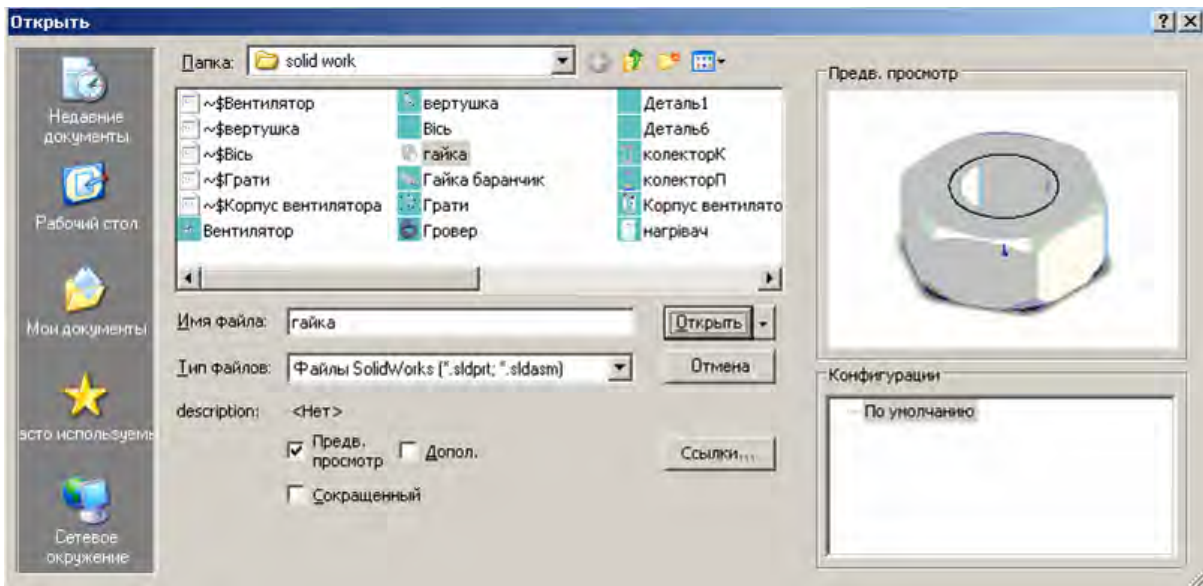 Открыть
Недавние документы
Рабочий стол
Мои документы
асто используемы
Сетевое окружение
Папка: solid work
~$Вентилятор
~$вертушка
~$Вісь
~$Грати
~$Корпус вентилятора
Вентилятор
вертушка
Вісь
гайка
Гайка баранчик
Грати
Гровер
Деталь1
Деталь6
колекторК
колекторП
Корпус вентилято
нагрівач
Имя файла: гайка
Открыть
Тип файлов: Файлы SolidWorks (*.sldprt; *.sldasm)
Отмена
description: <Нет>
Предв. просмотр
Допол.
Ссылки...
Сокращенный
Предв. просмотр
Конфигурации
По умолчанию